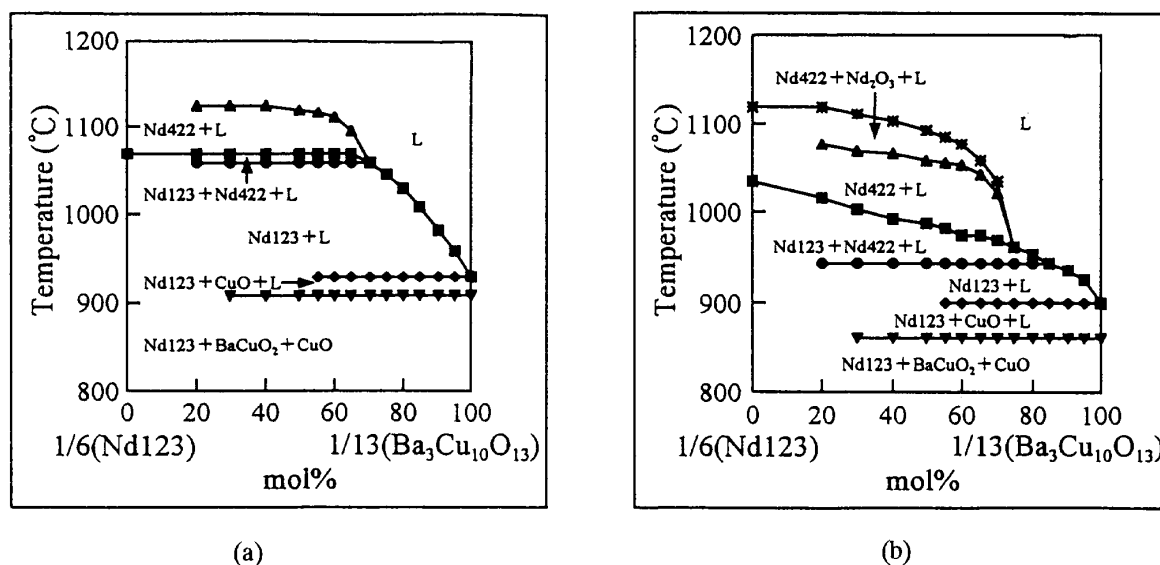 1200
1100
1000
900
800
Temperature (°C)
L
Nd422+L
Nd123+Nd422+L
Nd123+L
Nd123+CuO+L
Nd123+BaCuO₂+CuO
0 20 40 60 80 100
1/6(Nd123) 1/13(Ba₃Cu₁₀O₁₃)
mol%
(a)
1200
1100
1000
900
800
Temperature (°C)
Nd422+Nd₂O₃+L
L
Nd422+L
Nd123+Nd422+L
Nd123+L
Nd123+CuO+L
Nd123+BaCuO₂+CuO
0 20 40 60 80 100
1/6(Nd123) 1/13(Ba₃Cu₁₀O₁₃)
mol%
(b)